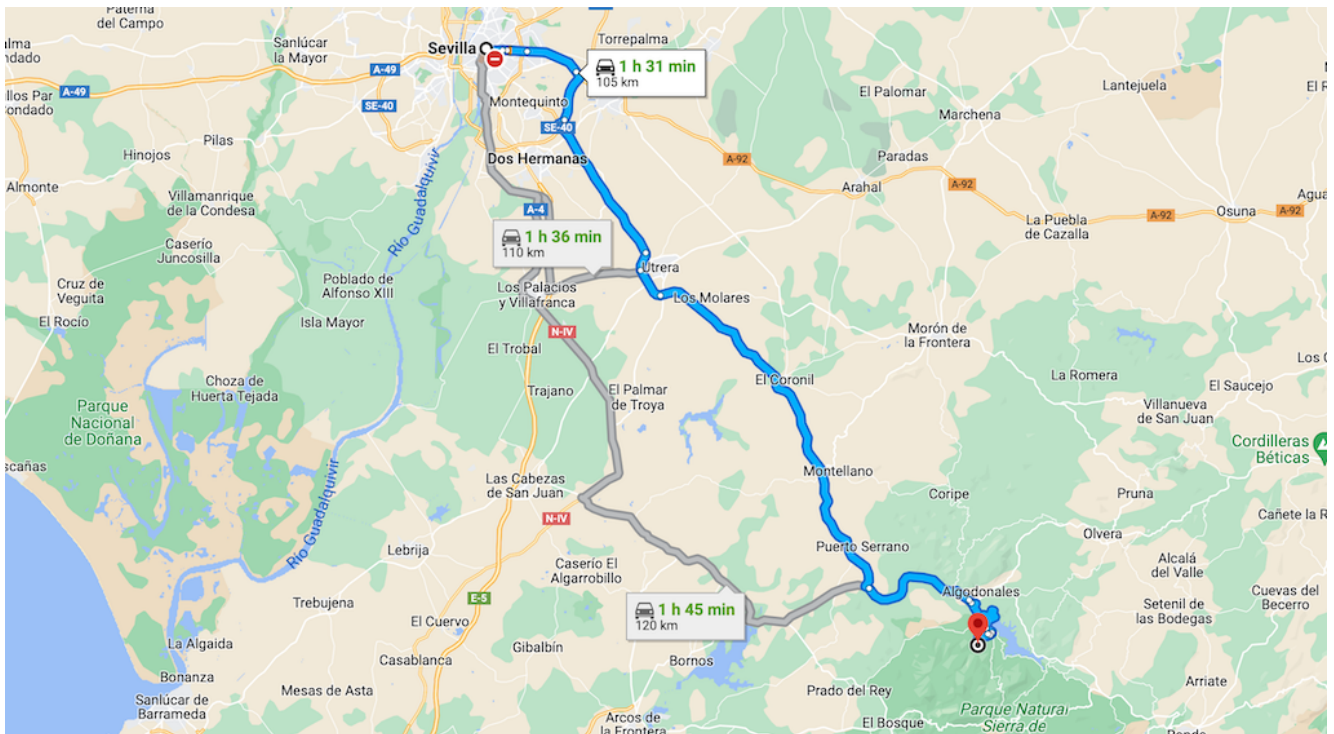 Paterna
del Campo
Sanlúcar
la Mayor
Sevilla
Torrepalma
1 h 31 min
105 km
Lantejuela
El Palomar
Marchena
A-49
A-49
SE-40
Montequinto
SE-40
Pilas
Hinojos
Dos Hermanas
A-92
Paradas
Arahal
A-92
Almonte
Villamanrique
de la Condesa
Río Guadalquivir
A-4
La Puebla
de Cazalla
A-92
Osuna
A-92
1 h 36 min
110 km
Caserío
Juncosilla
Cruz de
Veguita
Poblado de
Alfonso XIII
Utrera
Los Palacios
y Villafranca
Los Molares
El Rocío
Isla Mayor
N-IV
Morón de
la Frontera
El Trobal
Choza de
Huerta Tejada
Trajano
El Palmar
de Troya
El Coronil
La Romera
El Saucejo
Villanueva
de San Juan
Parque
Nacional
de Doñana
Cordilleras
Béticas
Montellano
Las Cabezas
de San Juan
Coripe
Pruna
N-IV
Río Guadalquivir
Olvera
Lebrija
Puerto Serrano
Caserío El
Algarrobillo
Alcalá
del Valle
Algodonales
Cuevas del
Becerro
Setenil de
las Bodegas
Trebujena
E-5
El Cuervo
1 h 45 min
120 km
La Algaida
Gibalbín
Casablanca
Bornos
Bonanza
Mesas de Asta
Prado del Rey
Arriate
Sanlúcar de
Barrameda
Arcos de
la Frontera
El Bosque
Parque Natural
Sierra de